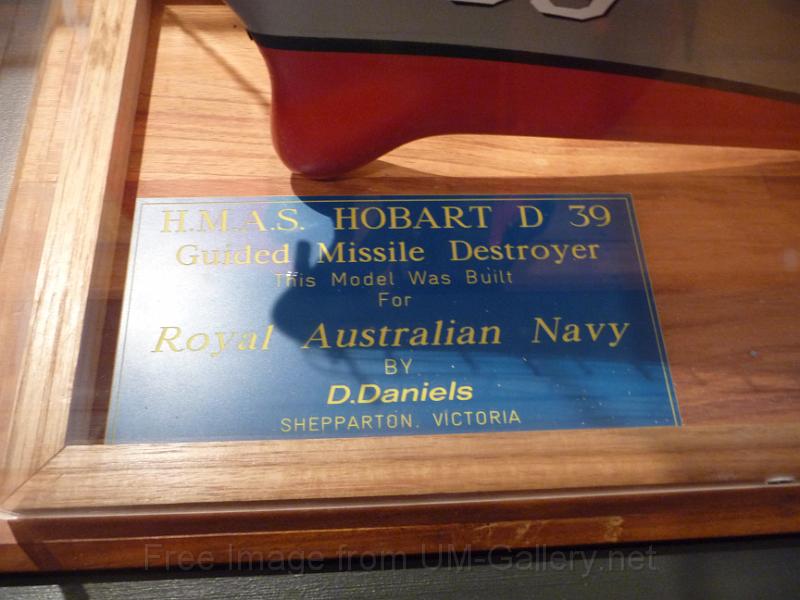 H.M.A.S. HOBART D 39
Guided Missile Destroyer
This Model Was Built
For
Royal Australian Navy
BY
D.Daniels
SHEPPARTON. VICTORIA
Free Image from UM-Gallery.net